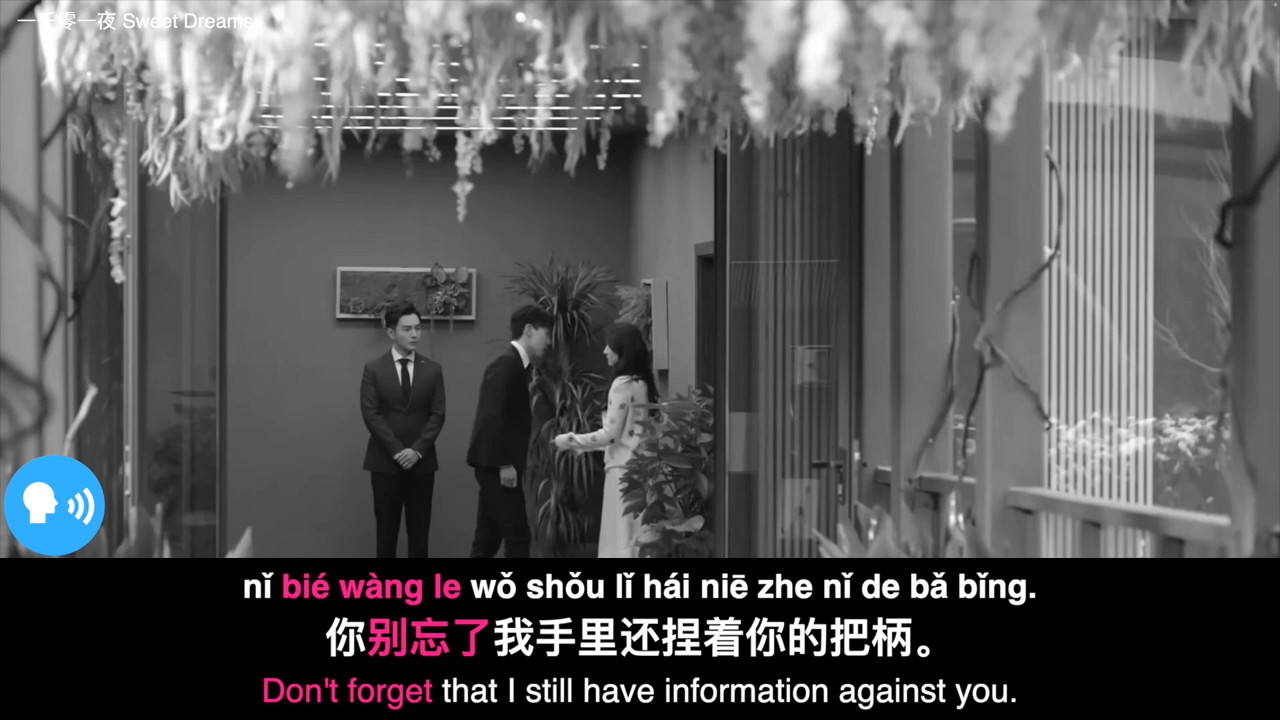 一千零一夜 Sweet Dreams
nǐ bié wàng le wǒ shǒu lǐ hái niē zhe nǐ de bǎ bǐng.
你别忘了我手里还捏着你的把柄。
Don't forget that I still have information against you.